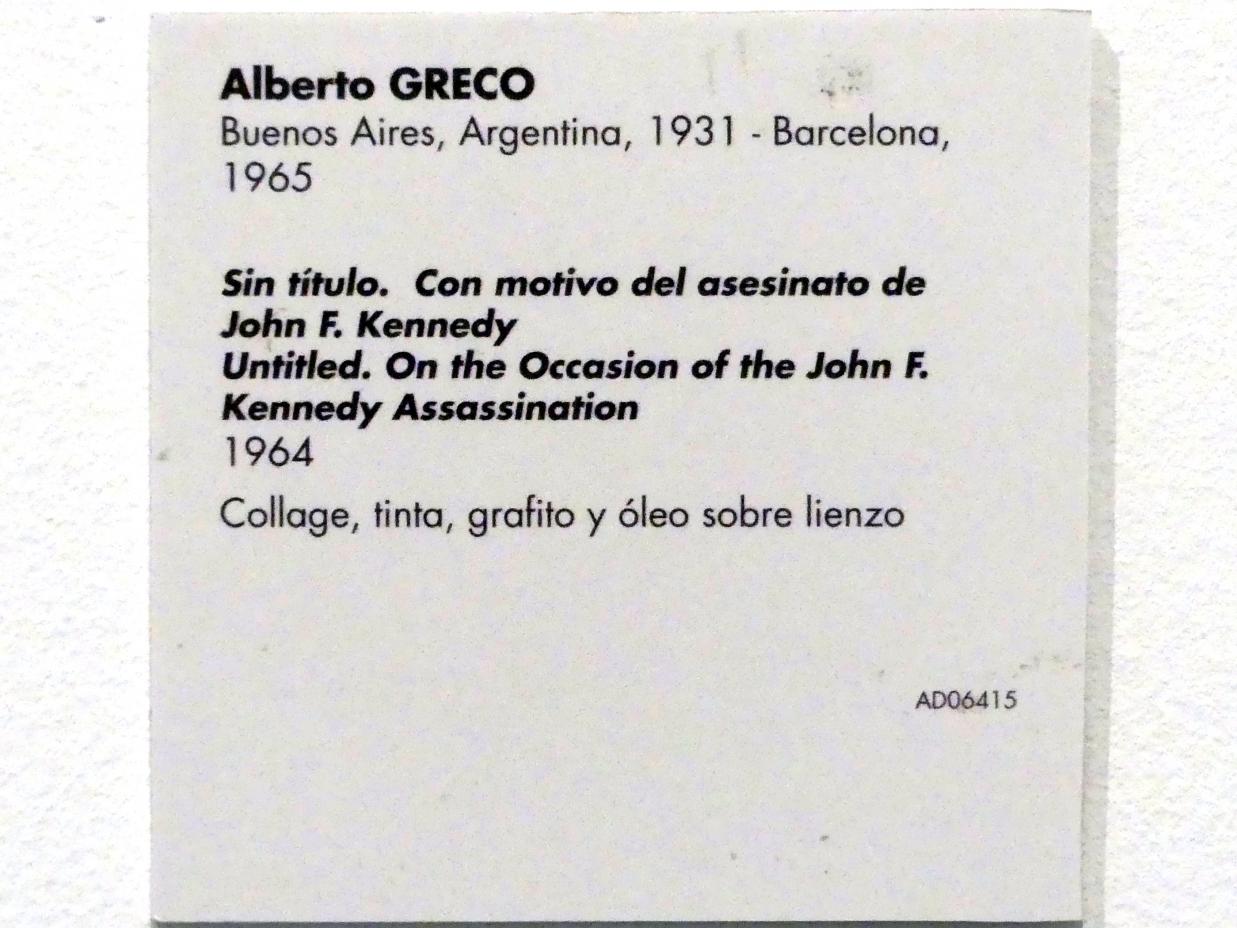 Alberto GRECO
Buenos Aires, Argentina, 1931 - Barcelona,
1965
Sin título. Con motivo del asesinato de
John F. Kennedy
Untitled. On the Occasion of the John F.
Kennedy Assassination
1964
Collage, tinta, grafito y óleo sobre lienzo
AD06415